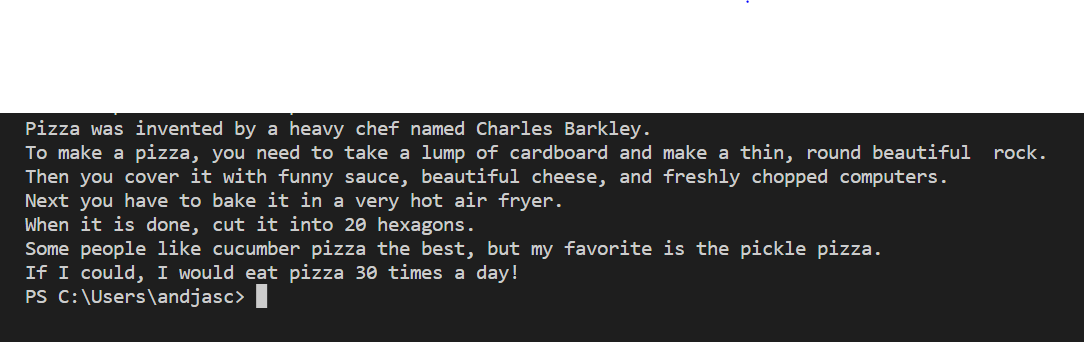 Pizza was invented by a heavy chef named Charles Barkley.
To make a pizza, you need to take a lump of cardboard and make a thin, round beautiful  rock.
Then you cover it with funny sauce, beautiful cheese, and freshly chopped computers.
Next you have to bake it in a very hot air fryer.
When it is done, cut it into 20 hexagons.
Some people like cucumber pizza the best, but my favorite is the pickle pizza.
If I could, I would eat pizza 30 times a day!
PS C:\Users\andjasc>